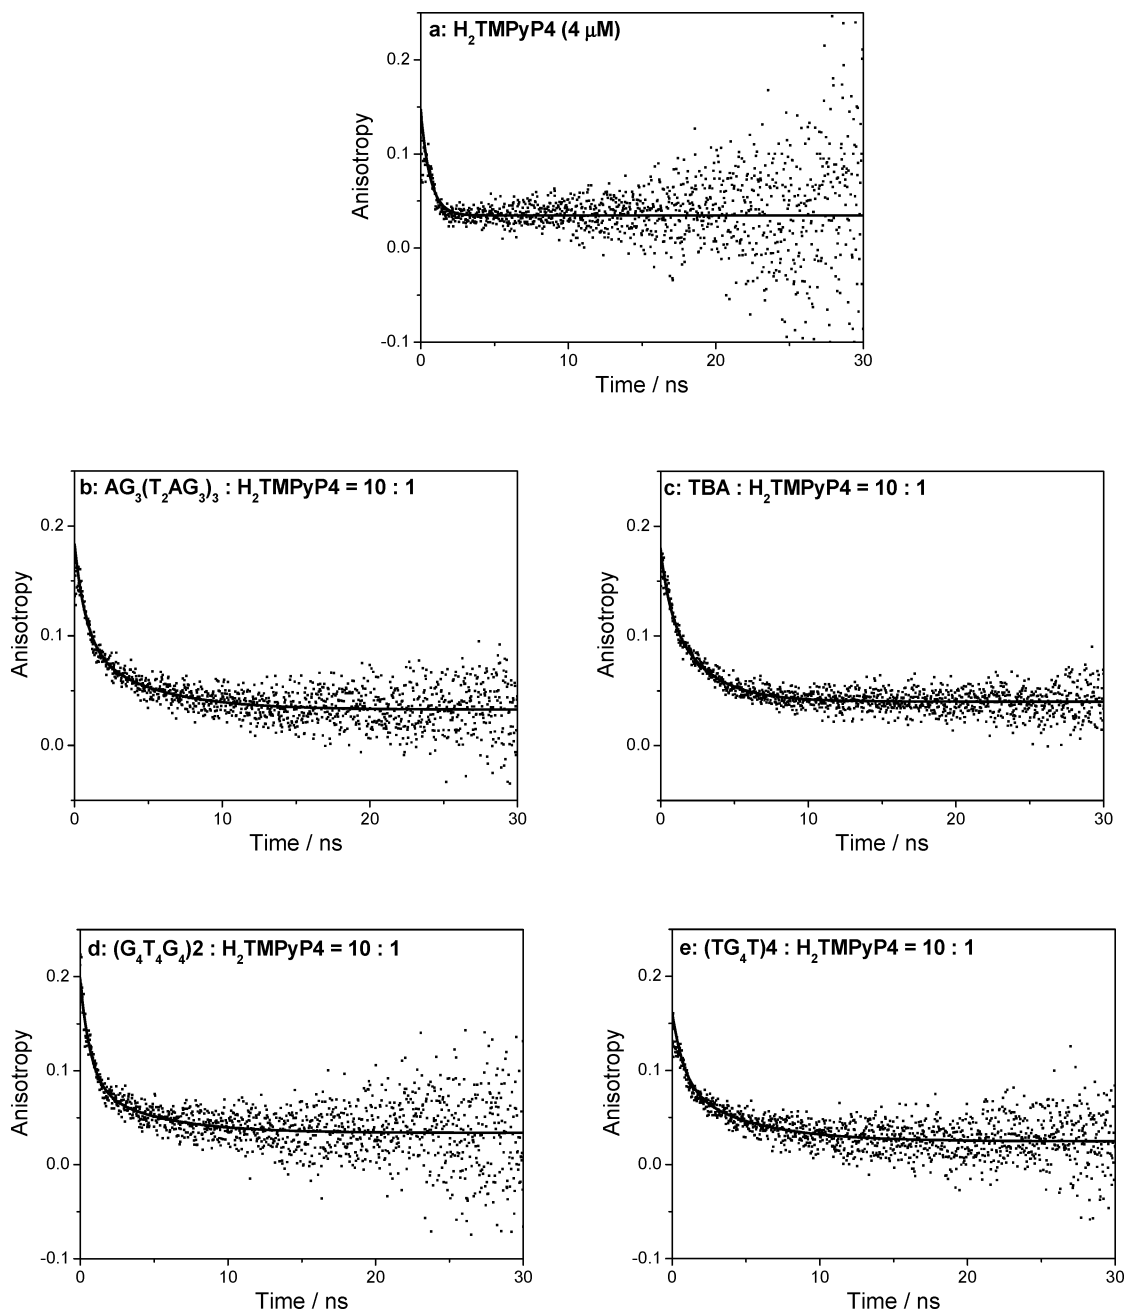 a: H₂TMPyP4 (4 μM)
0.2
0.1
0.0
-0.1
Anisotropy
0 10 20 30
Time / ns
b: AG₃(T₂AG₃)₃ : H₂TMPyP4 = 10 : 1
0.2
0.1
0.0
Anisotropy
0 10 20 30
Time / ns
c: TBA : H₂TMPyP4 = 10 : 1
0.2
0.1
0.0
Anisotropy
0 10 20 30
Time / ns
d: (G₄T₄G₄)2 : H₂TMPyP4 = 10 : 1
0.2
0.1
0.0
-0.1
Anisotropy
0 10 20 30
Time / ns
e: (TG₄T)4 : H₂TMPyP4 = 10 : 1
0.2
0.1
0.0
-0.1
Anisotropy
0 10 20 30
Time / ns